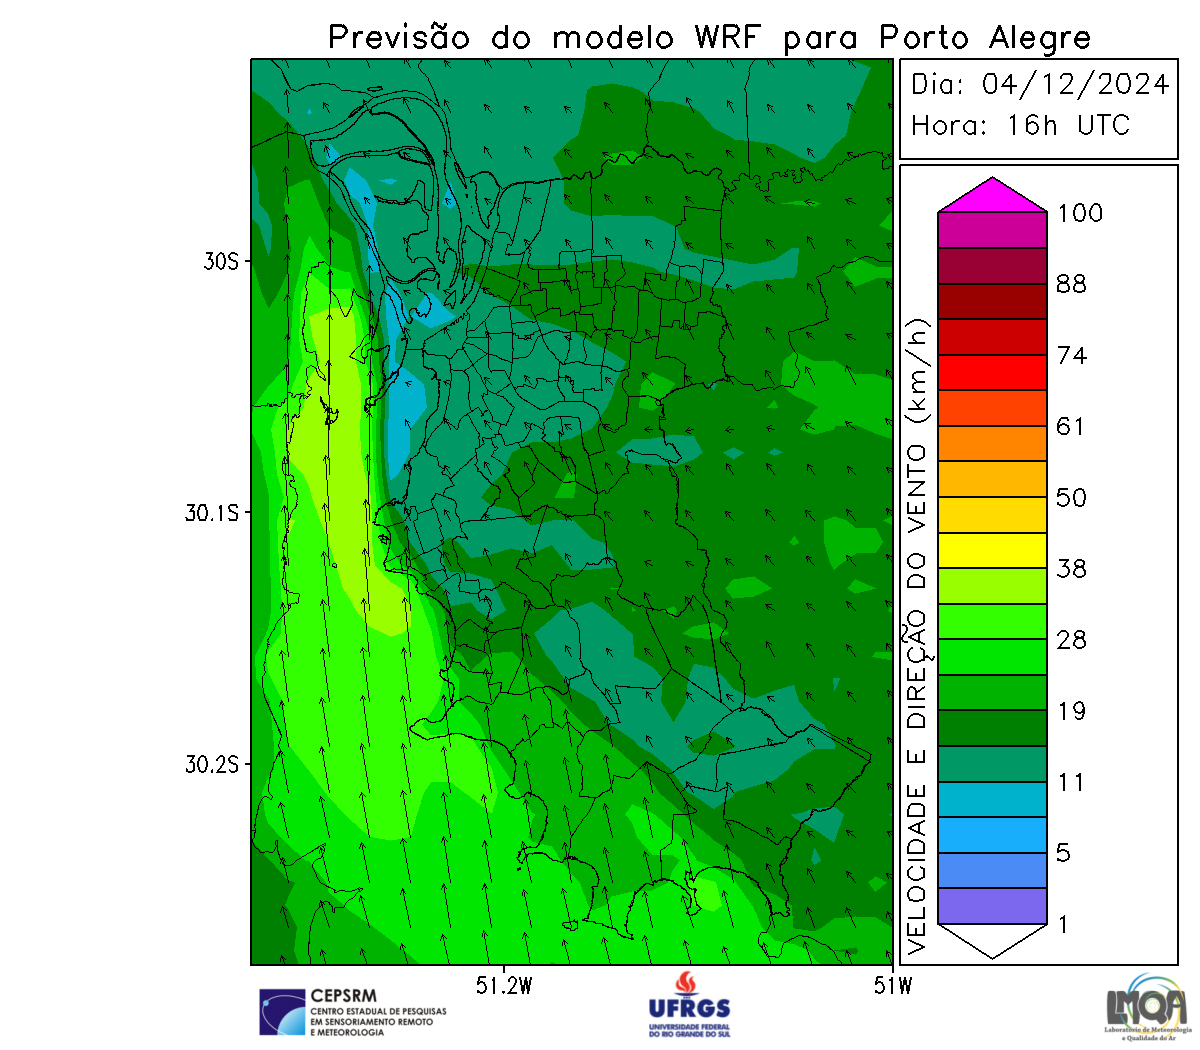 Previsão do modelo WRF para Porto Alegre
Dia: 04/12/2024
Hora: 16h UTC
30S
30.1S
30.2S
51.2W
51W
VELOCIDADE E DIREÇÃO DO VENTO (km/h)
100
88
74
61
50
38
28
19
11
5
1
CEPSRM
CENTRO ESTADUAL DE PESQUISAS
EM SENSORIAMENTO REMOTO
E METEOROLOGIA
UFRGS
UNIVERSIDADE FEDERAL
DO RIO GRANDE DO SUL
LMQA
Laboratório de Meteorologia
e Qualidade do Ar